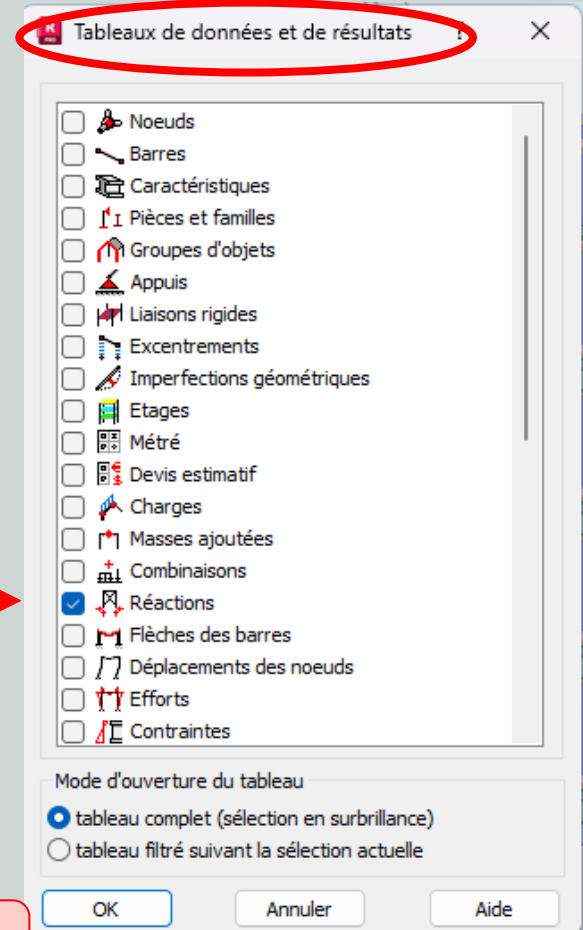 Tableaux de données et de résultats ?
Noeuds
Barres
Caractéristiques
Pièces et familles
Groupes d'objets
Appuis
Liaisons rigides
Excentrements
Imperfections géométriques
Etages
Métré
Devis estimatif
Charges
Masses ajoutées
Combinaisons
Réactions
Flèches des barres
Déplacements des noeuds
Efforts
Contraintes
Mode d'ouverture du tableau
tableau complet (sélection en surbrillance)
tableau filtré suivant la sélection actuelle
OK Annuler Aide